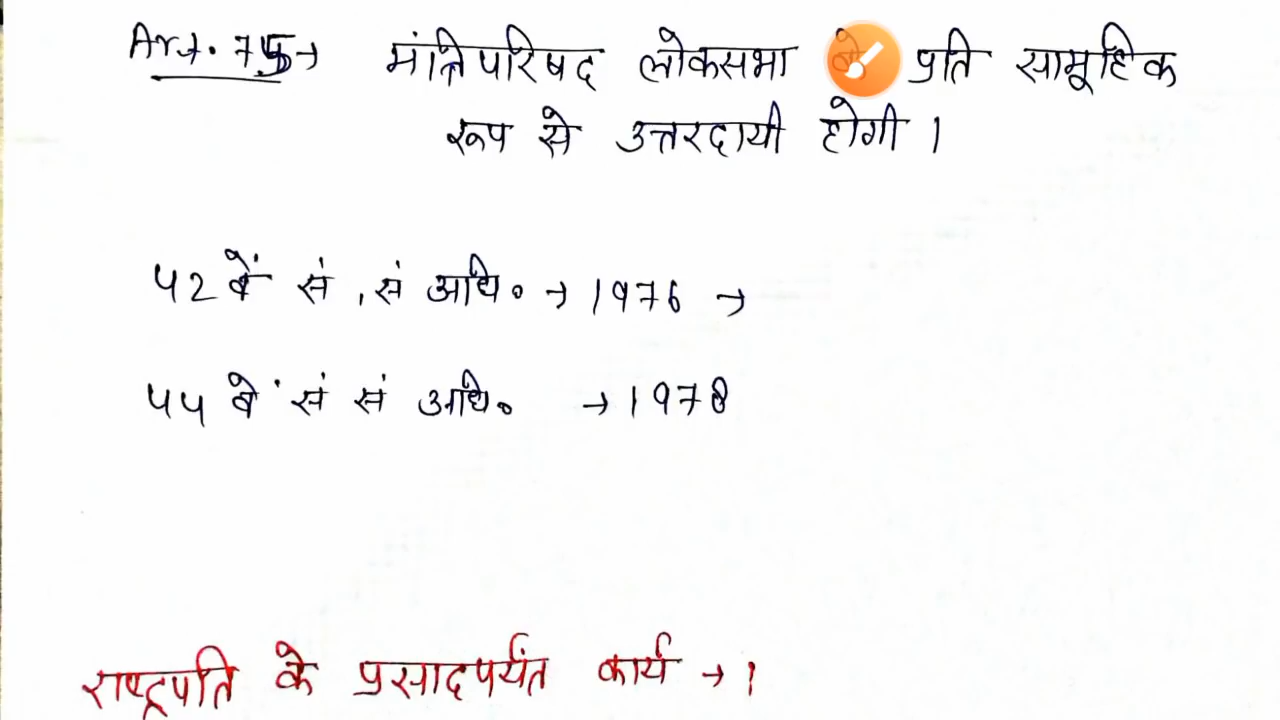 Art. 75→ मंत्रिपरिषद लोकसभा के प्रति सामूहिक
रूप से उत्तरदायी होगी।
42 वें सं. सं अधि० → 1976 →
44 वें सं सं अधि० → 1978
राष्ट्रपति के प्रसादपर्यंत कार्य → 1